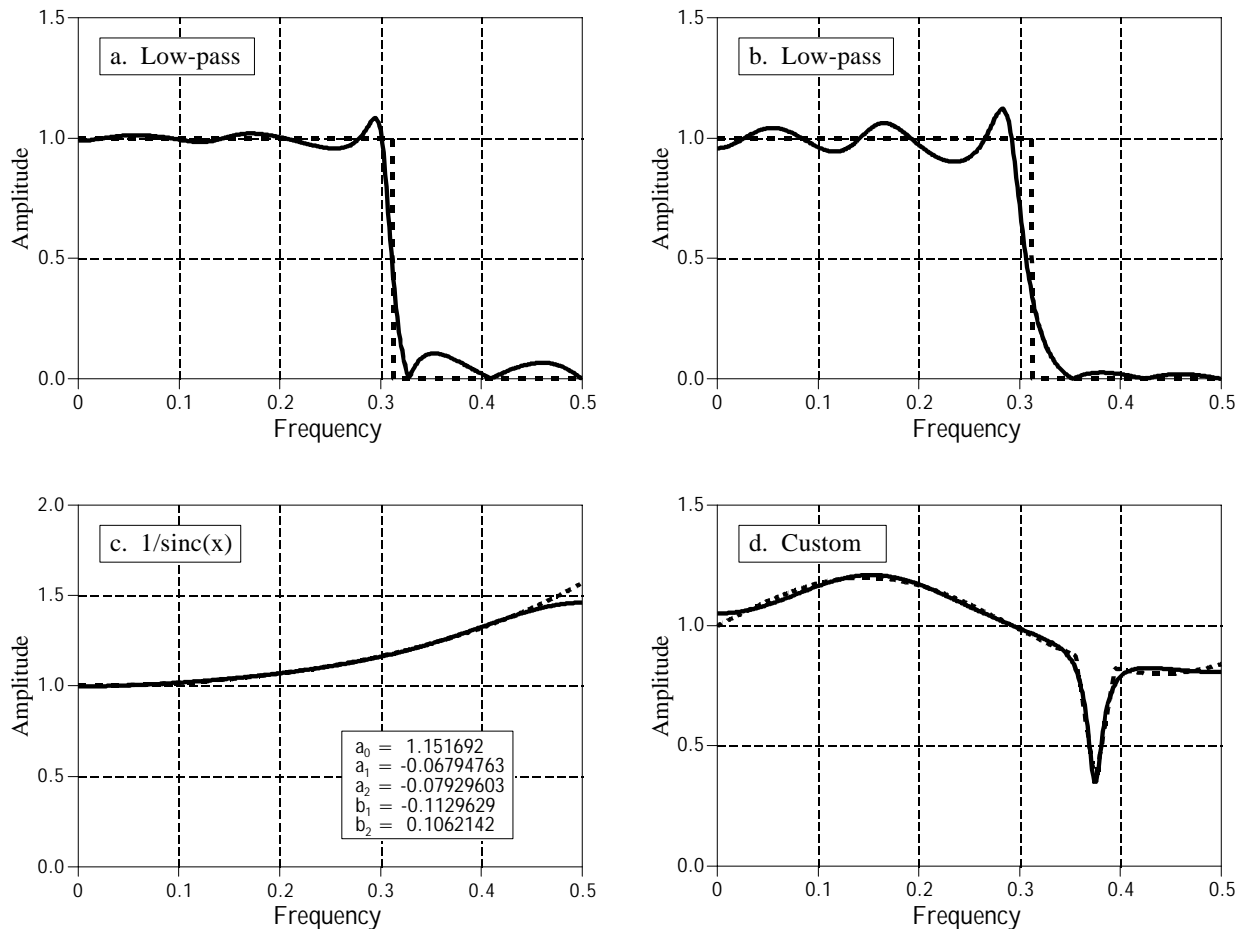 1.5
a. Low-pass
1.0
Amplitude
0.5
0.0
0 0.1 0.2 0.3 0.4 0.5
Frequency
1.5
b. Low-pass
1.0
Amplitude
0.5
0.0
0 0.1 0.2 0.3 0.4 0.5
Frequency
2.0
c. 1/sinc(x)
1.5
1.0
Amplitude
0.5
0.0
a0 = 1.151692
a1 = -0.06794763
a2 = -0.07929603
b1 = -0.1129629
b2 = 0.1062142
0 0.1 0.2 0.3 0.4 0.5
Frequency
1.5
d. Custom
1.0
Amplitude
0.5
0.0
0 0.1 0.2 0.3 0.4 0.5
Frequency